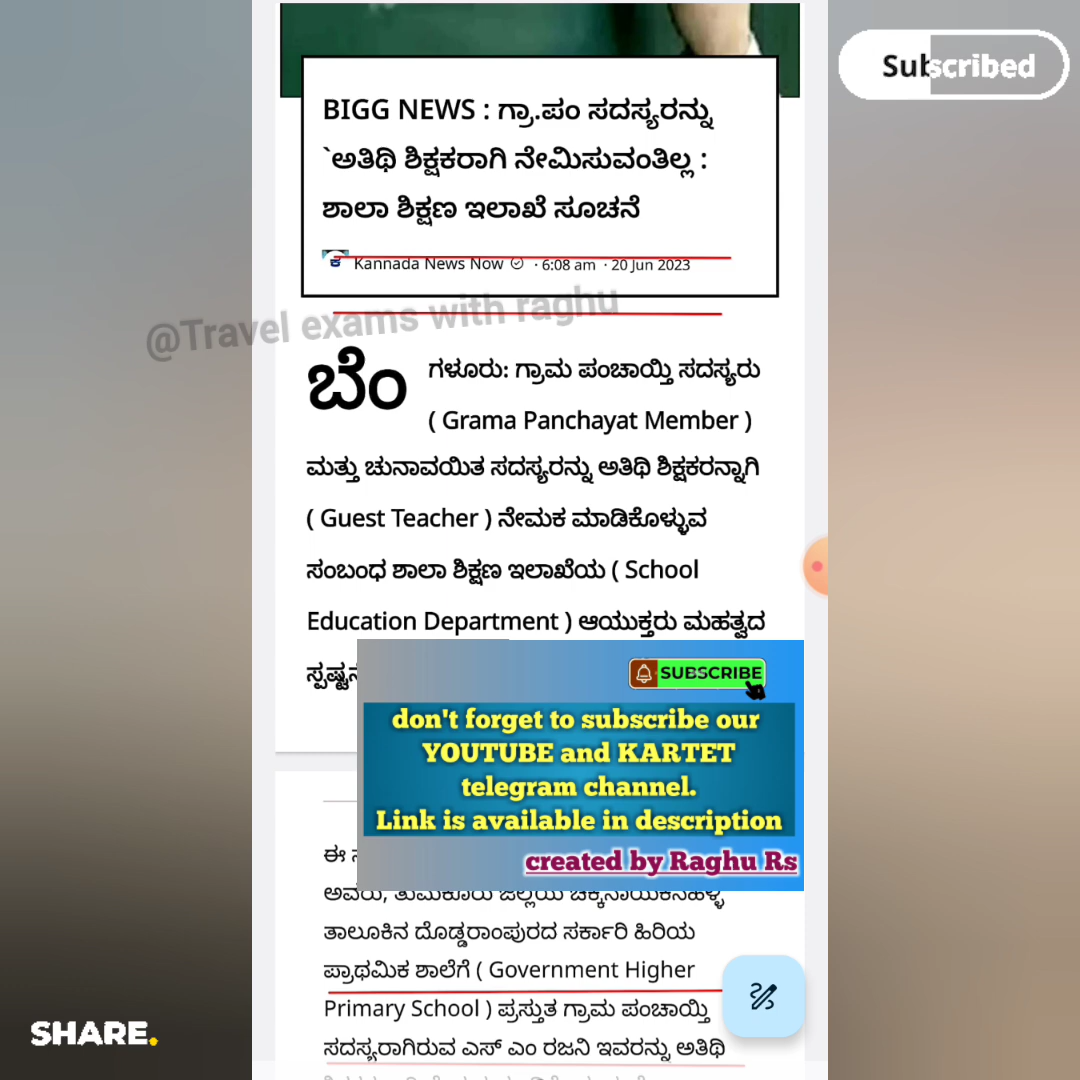 Subscribed
BIGG NEWS : ಗ್ರಾ.ಪಂ ಸದಸ್ಯರನ್ನು
`ಅತಿಥಿ ಶಿಕ್ಷಕರಾಗಿ ನೇಮಿಸುವಂತಿಲ್ಲ :
ಶಾಲಾ ಶಿಕ್ಷಣ ಇಲಾಖೆ ಸೂಚನೆ
Kannada News Now · 6:08 am · 20 Jun 2023
@Travel exams with raghu
ಬೆಂಗಳೂರು: ಗ್ರಾಮ ಪಂಚಾಯ್ತಿ ಸದಸ್ಯರು
( Grama Panchayat Member )
ಮತ್ತು ಚುನಾವಯಿತ ಸದಸ್ಯರನ್ನು ಅತಿಥಿ ಶಿಕ್ಷಕರನ್ನಾಗಿ
( Guest Teacher ) ನೇಮಕ ಮಾಡಿಕೊಳ್ಳುವ
ಸಂಬಂಧ ಶಾಲಾ ಶಿಕ್ಷಣ ಇಲಾಖೆಯ ( School
Education Department ) ಆಯುಕ್ತರು ಮಹತ್ವದ
SUBSCRIBE
don't forget to subscribe our
YOUTUBE and KARTET
telegram channel.
Link is available in description
created by Raghu Rs
ಈ
ಅವರು, ತುಮಕೂರು ಜಿಲ್ಲೆಯ ಚಿಕ್ಕನಾಯಕನಹಳ್ಳಿ
ತಾಲೂಕಿನ ದೊಡ್ಡರಾಂಪುರದ ಸರ್ಕಾರಿ ಹಿರಿಯ
ಪ್ರಾಥಮಿಕ ಶಾಲೆಗೆ ( Government Higher
Primary School ) ಪ್ರಸ್ತುತ ಗ್ರಾಮ ಪಂಚಾಯ್ತಿ
ಸದಸ್ಯರಾಗಿರುವ ಎಸ್ ಎಂ ರಜನಿ ಇವರನ್ನು ಅತಿಥಿ
SHARE.